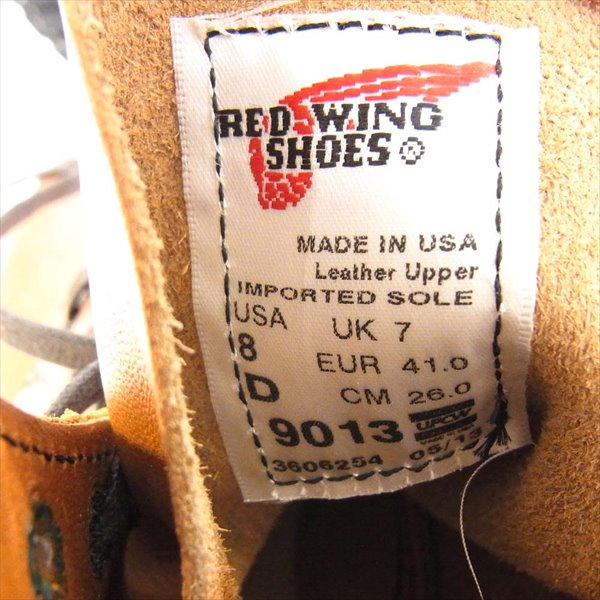 RED WING
SHOES
MADE IN USA
Leather Upper
IMPORTED SOLE
USA UK 7
8 EUR 41.0
D CM 26.0
9013 UFCW
3606254 05/13